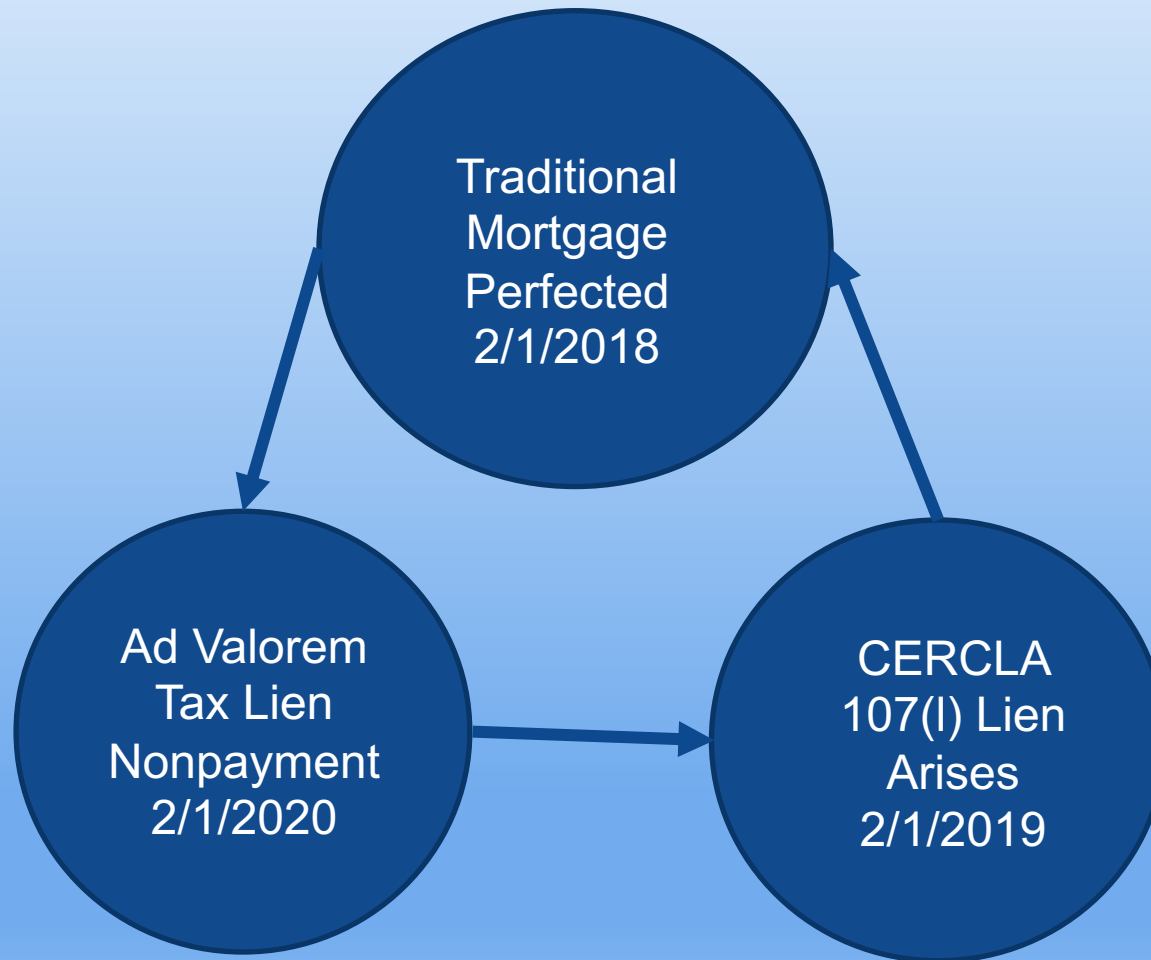 Traditional
Mortgage
Perfected
2/1/2018
Ad Valorem
Tax Lien
Nonpayment
2/1/2020
CERCLA
107(l) Lien
Arises
2/1/2019